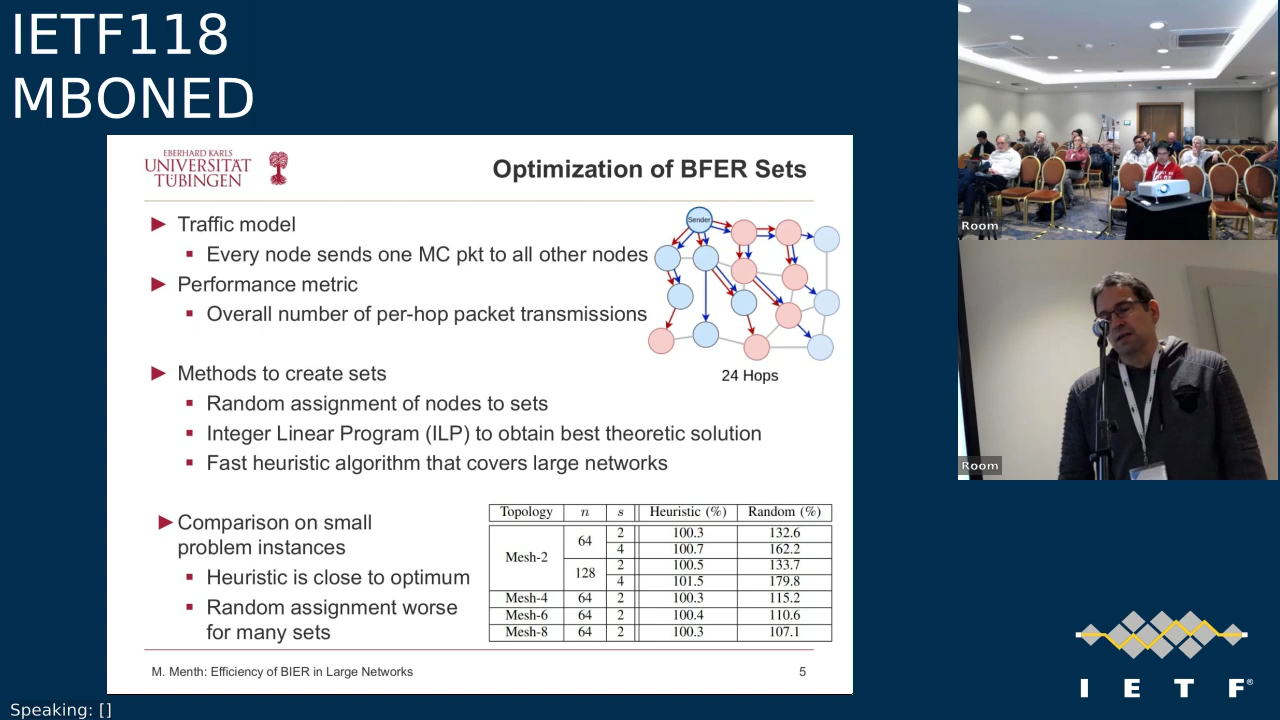 IETF118
MBONED
EBERHARD KARLS
UNIVERSITÄT
TÜBINGEN
Optimization of BFER Sets
► Traffic model
▪ Every node sends one MC pkt to all other nodes
► Performance metric
▪ Overall number of per-hop packet transmissions
Sender
24 Hops
► Methods to create sets
▪ Random assignment of nodes to sets
▪ Integer Linear Program (ILP) to obtain best theoretic solution
▪ Fast heuristic algorithm that covers large networks
► Comparison on small
problem instances
▪ Heuristic is close to optimum
▪ Random assignment worse
for many sets
Topology n s Heuristic (%) Random (%)
Mesh-2 64 2 100.3 132.6
4 100.7 162.2
128 2 100.5 133.7
4 101.5 179.8
Mesh-4 64 2 100.3 115.2
Mesh-6 64 2 100.4 110.6
Mesh-8 64 2 100.3 107.1
M. Menth: Efficiency of BIER in Large Networks 5
Room
Room
I E T F®
Speaking: []